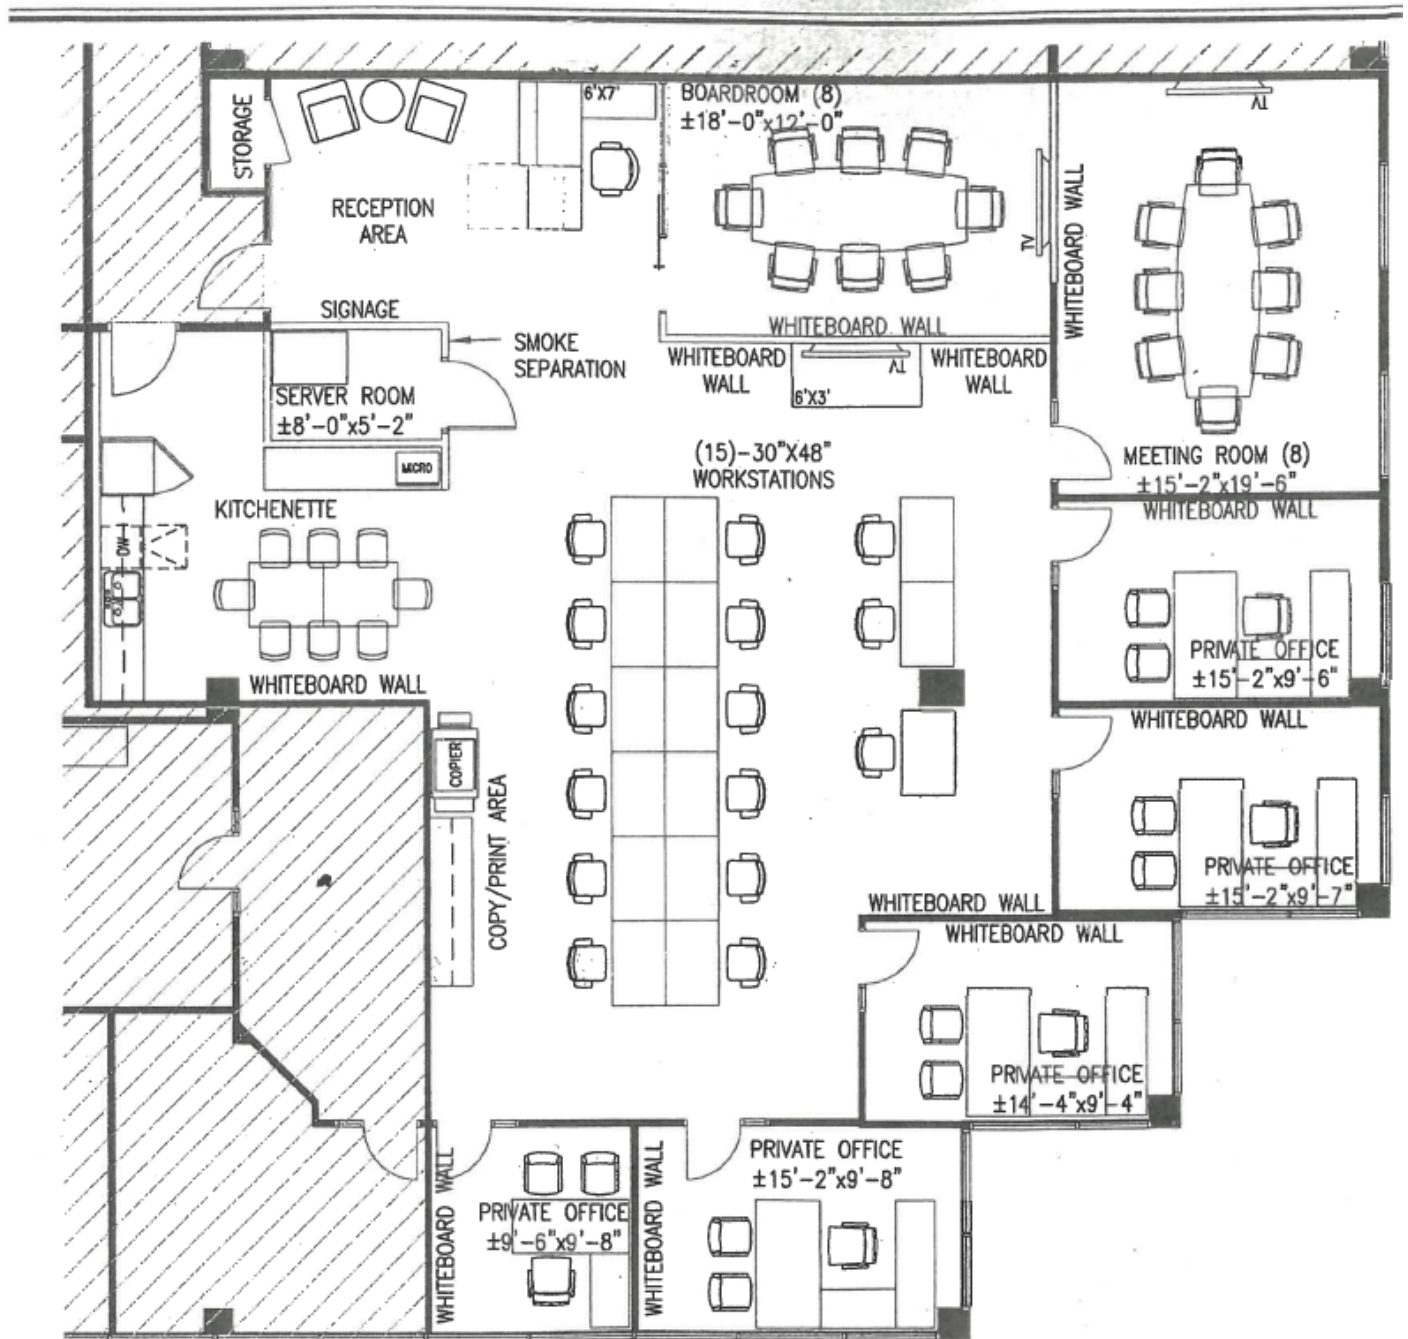 STORAGE
6'X7'
BOARDROOM (8)
±18'-0"x12'-0"
TV
RECEPTION
AREA
TV
WHITEBOARD WALL
SIGNAGE
WHITEBOARD WALL
SMOKE
SEPARATION
WHITEBOARD
WALL
TV
WHITEBOARD
WALL
6'X3'
SERVER ROOM
±8'-0"x5'-2"
MICRO
(15)-30"X48"
WORKSTATIONS
MEETING ROOM (8)
±15'-2"x19'-6"
WHITEBOARD WALL
KITCHENETTE
DW
PRIVATE OFFICE
±15'-2"x9'-6"
WHITEBOARD WALL
WHITEBOARD WALL
COPIER
COPY/PRINT AREA
PRIVATE OFFICE
±15'-2"x9'-7"
WHITEBOARD WALL
WHITEBOARD WALL
PRIVATE OFFICE
±14'-4"x9'-4"
WHITEBOARD WALL
PRIVATE OFFICE
±9'-6"x9'-8"
WHITEBOARD WALL
PRIVATE OFFICE
±15'-2"x9'-8"